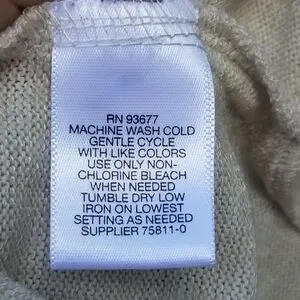 RN 93677
MACHINE WASH COLD
GENTLE CYCLE
WITH LIKE COLORS
USE ONLY NON-
CHLORINE BLEACH
WHEN NEEDED
TUMBLE DRY LOW
IRON ON LOWEST
SETTING AS NEEDED
SUPPLIER 75811-0